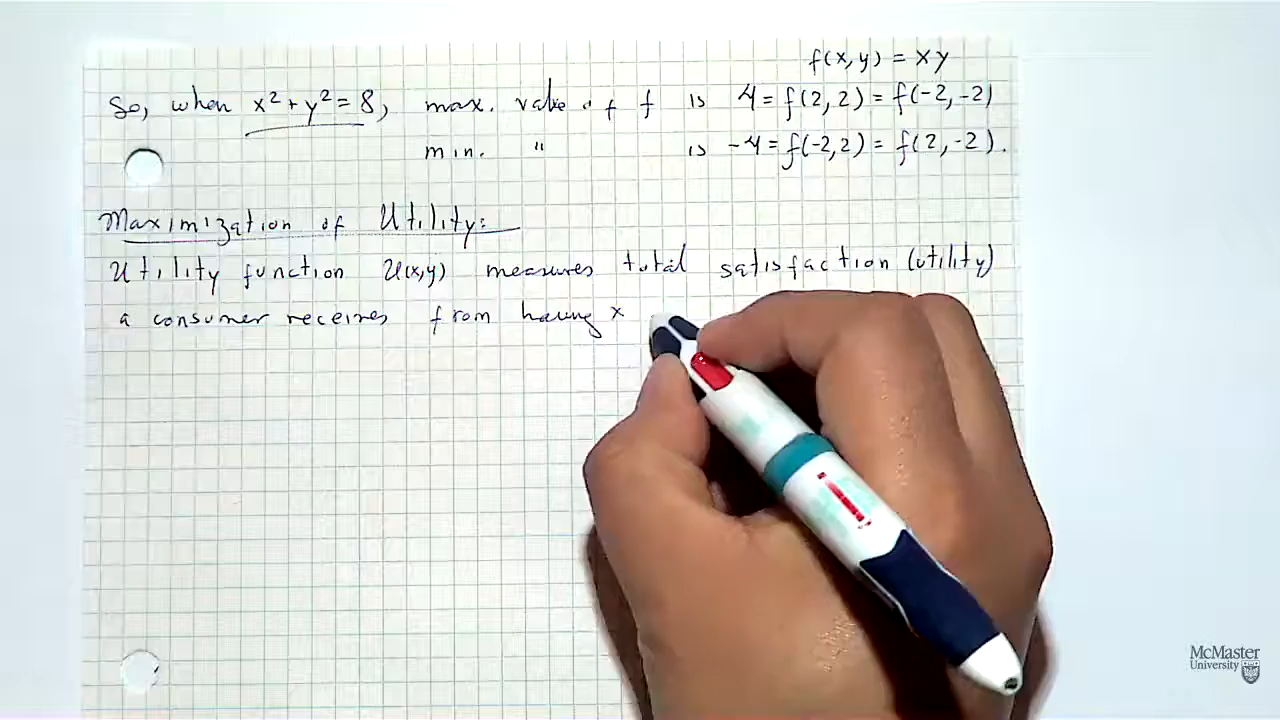 f(x,y) = xy
So, when x²+y²=8, max. value of f is 4=f(2,2)=f(-2,-2)
min. " is -4=f(-2,2)=f(2,-2).
Maximization of Utility:
Utility function U(x,y) measures total satisfaction (utility)
a consumer receives from having x
McMaster
University